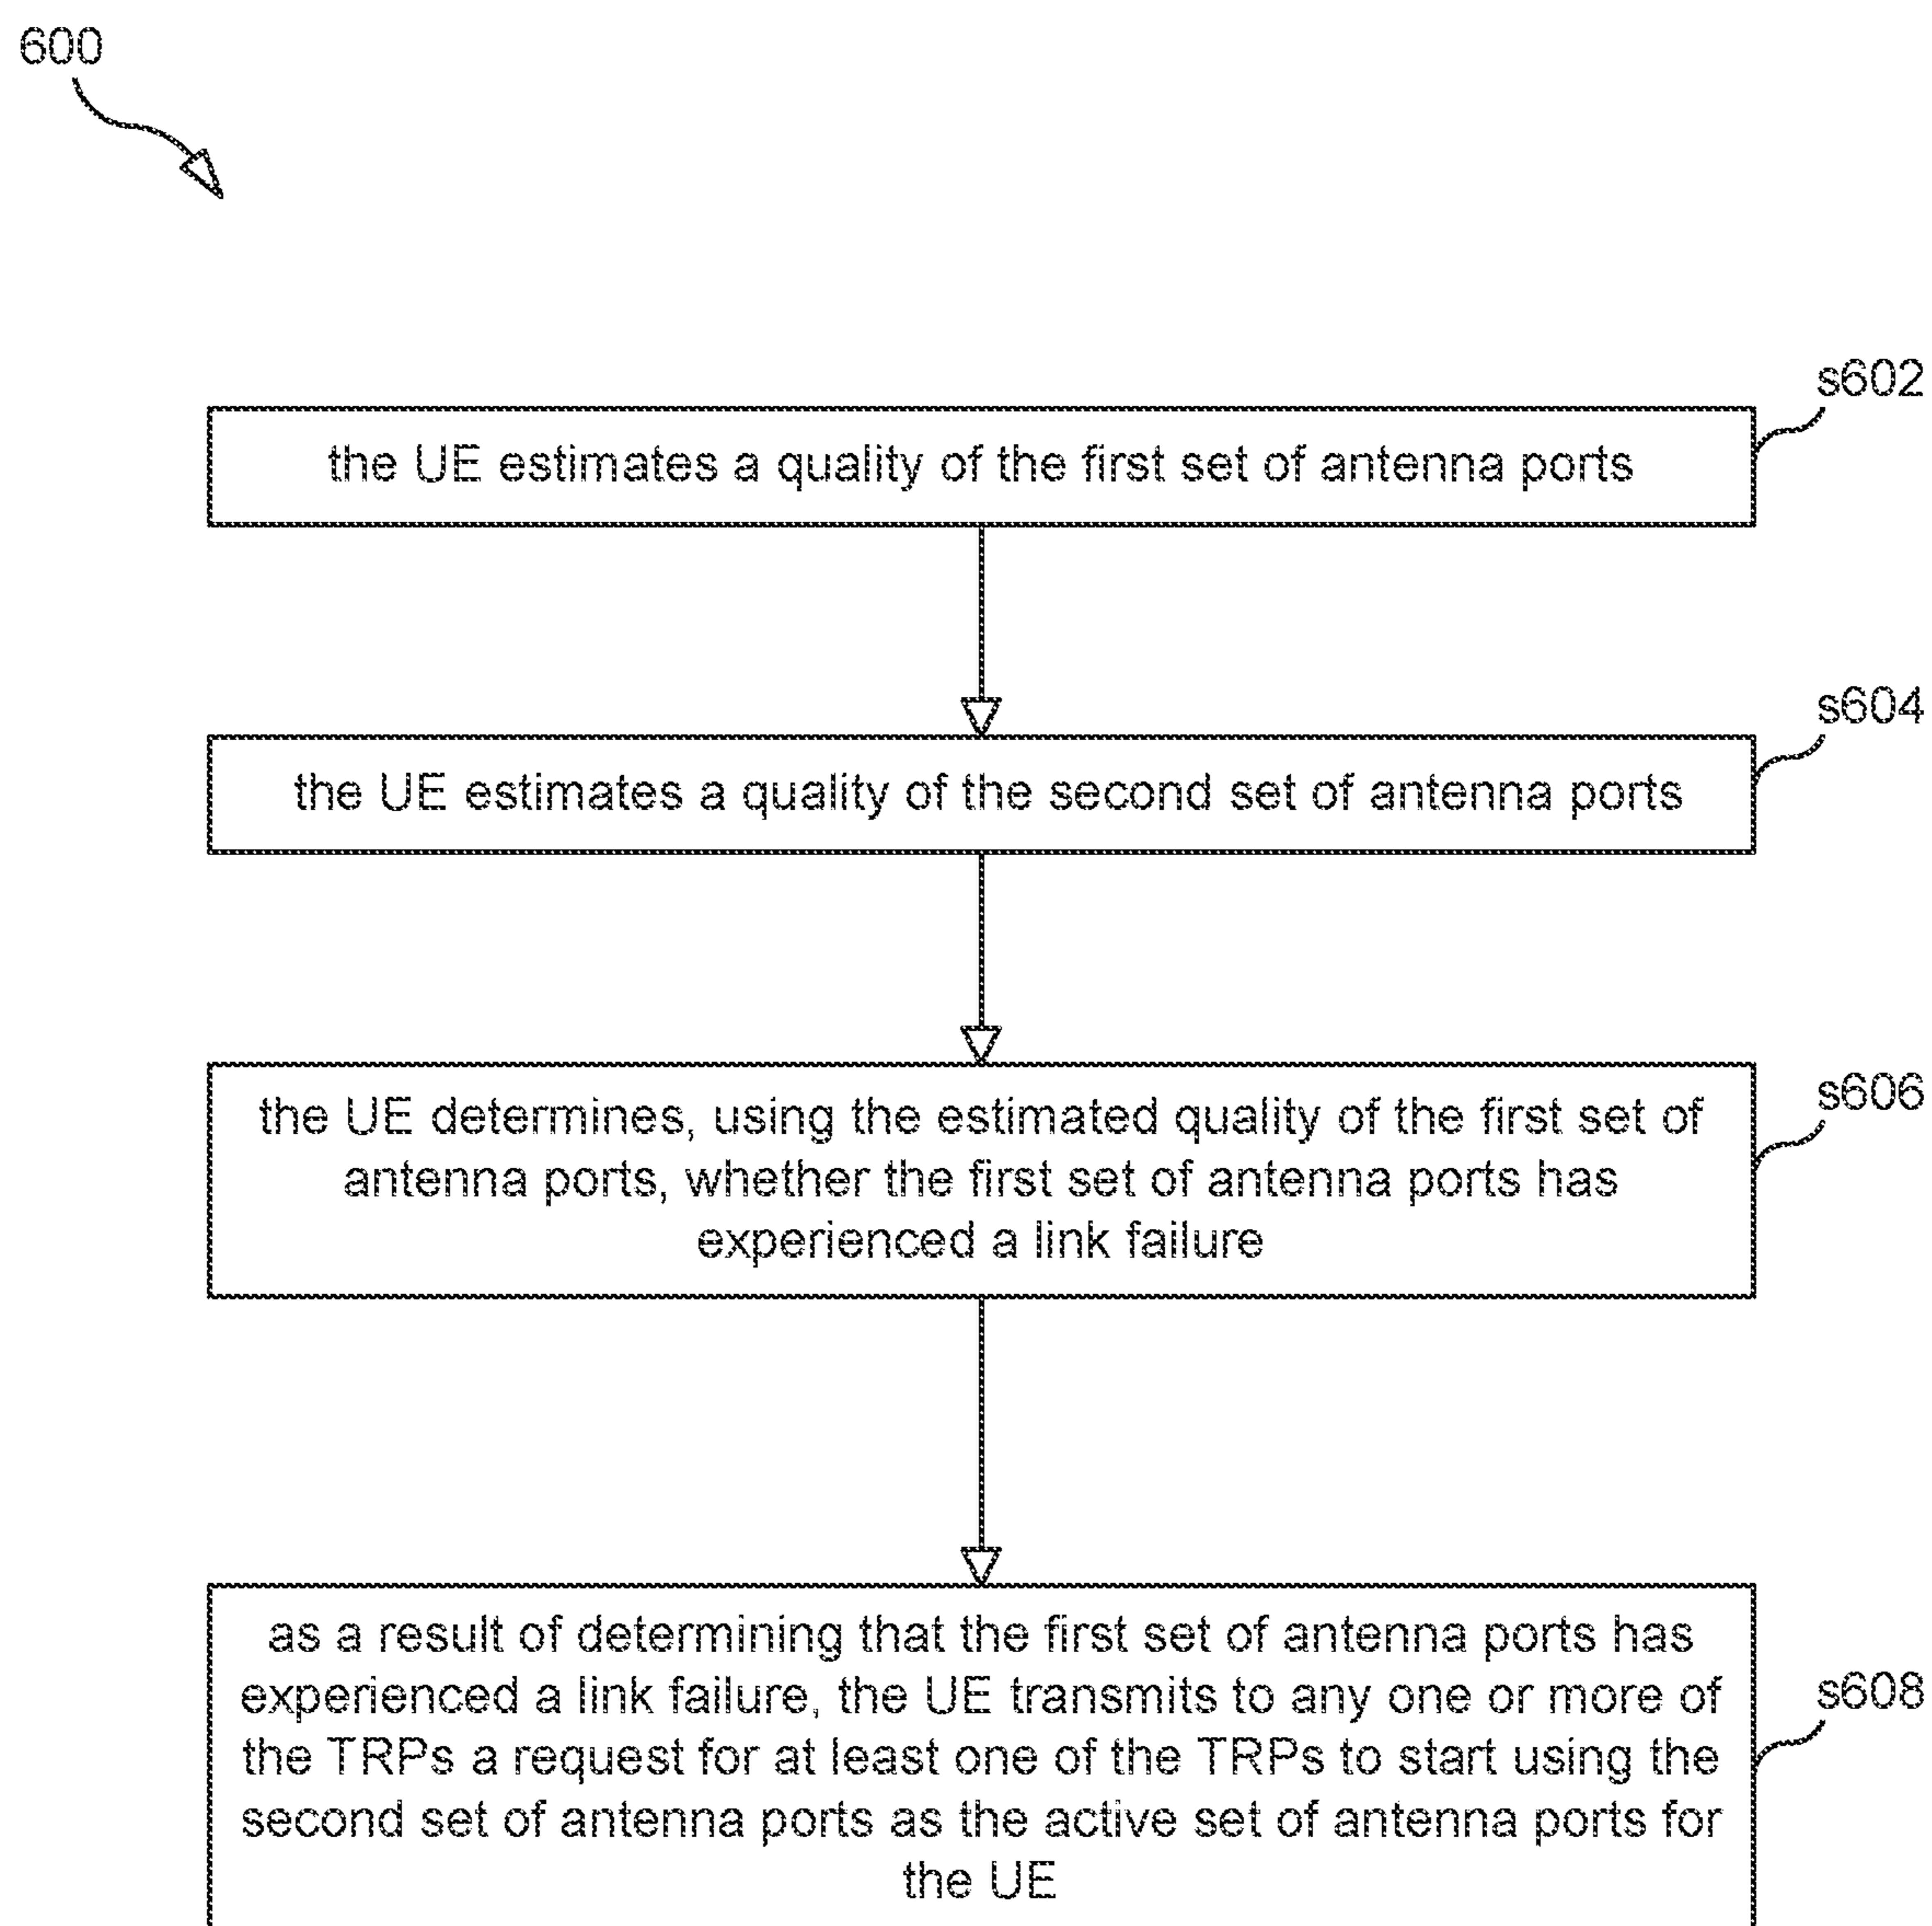 600
s602
the UE estimates a quality of the first set of antenna ports
s604
the UE estimates a quality of the second set of antenna ports
s606
the UE determines, using the estimated quality of the first set of
antenna ports, whether the first set of antenna ports has
experienced a link failure
as a result of determining that the first set of antenna ports has
experienced a link failure, the UE transmits to any one or more of
s608
the TRPs a request for at least one of the TRPs to start using the
second set of antenna ports as the active set of antenna ports for
the UE